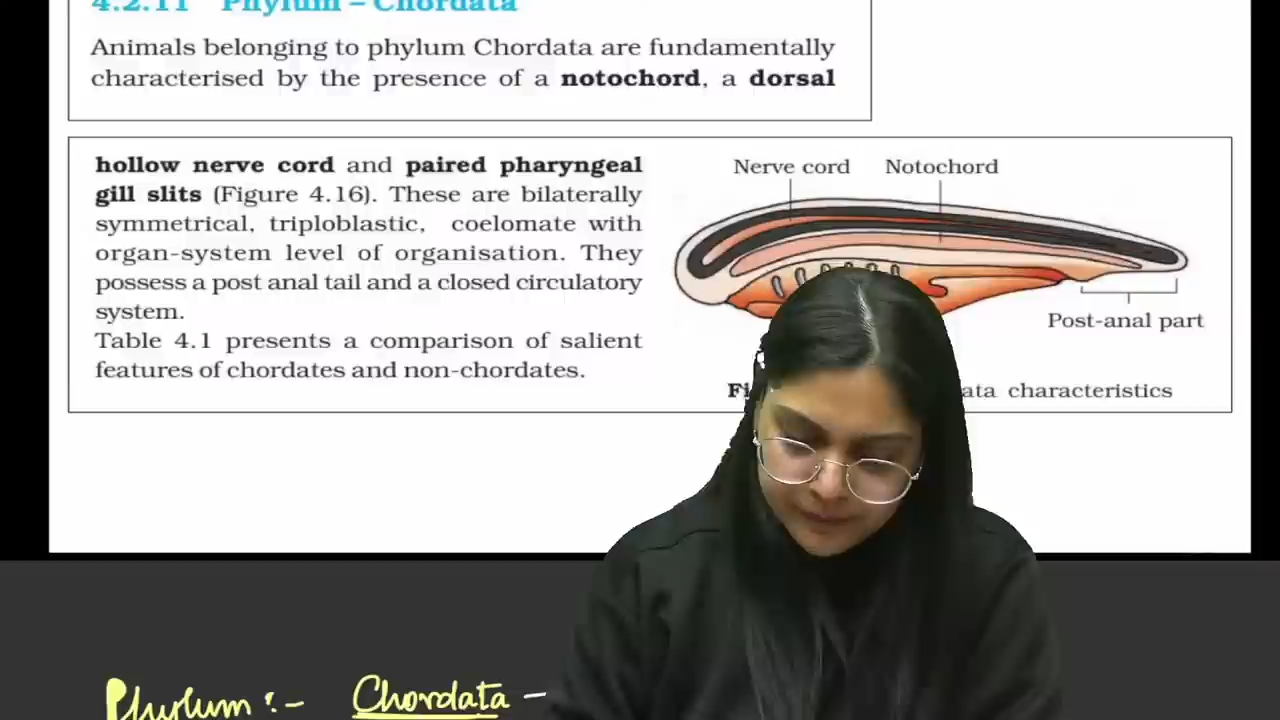 4.2.11 Phylum – Chordata
Animals belonging to phylum Chordata are fundamentally
characterised by the presence of a notochord, a dorsal
hollow nerve cord and paired pharyngeal
gill slits (Figure 4.16). These are bilaterally
symmetrical, triploblastic, coelomate with
organ-system level of organisation. They
possess a post anal tail and a closed circulatory
system.
Table 4.1 presents a comparison of salient
features of chordates and non-chordates.
Nerve cord
Notochord
Post-anal part
Fi ata characteristics
Phylum :- Chordata –